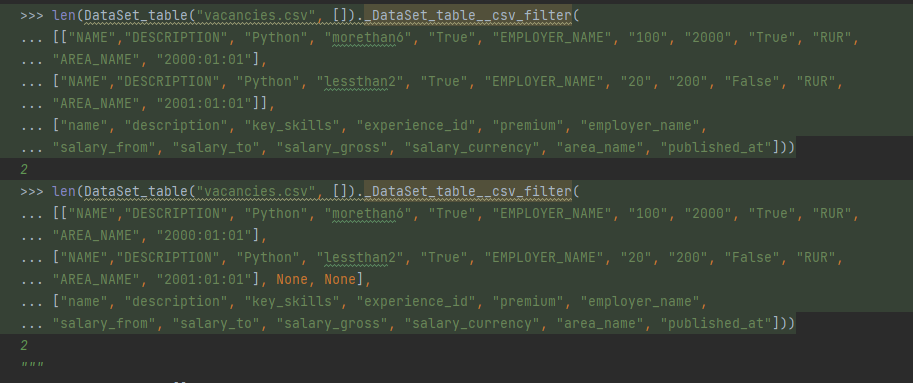 >>> len(DataSet_table("vacancies.csv", [])._DataSet_table__csv_filter(
... [["NAME","DESCRIPTION", "Python", "morethan6", "True", "EMPLOYER_NAME", "100", "2000", "True", "RUR",
... "AREA_NAME", "2000:01:01"],
... ["NAME","DESCRIPTION", "Python", "lessthan2", "True", "EMPLOYER_NAME", "20", "200", "False", "RUR",
... "AREA_NAME", "2001:01:01"]],
... ["name", "description", "key_skills", "experience_id", "premium", "employer_name",
... "salary_from", "salary_to", "salary_gross", "salary_currency", "area_name", "published_at"]))
2
>>> len(DataSet_table("vacancies.csv", [])._DataSet_table__csv_filter(
... [["NAME","DESCRIPTION", "Python", "morethan6", "True", "EMPLOYER_NAME", "100", "2000", "True", "RUR",
... "AREA_NAME", "2000:01:01"],
... ["NAME","DESCRIPTION", "Python", "lessthan2", "True", "EMPLOYER_NAME", "20", "200", "False", "RUR",
... "AREA_NAME", "2001:01:01"], None, None],
... ["name", "description", "key_skills", "experience_id", "premium", "employer_name",
... "salary_from", "salary_to", "salary_gross", "salary_currency", "area_name", "published_at"]))
2
"""